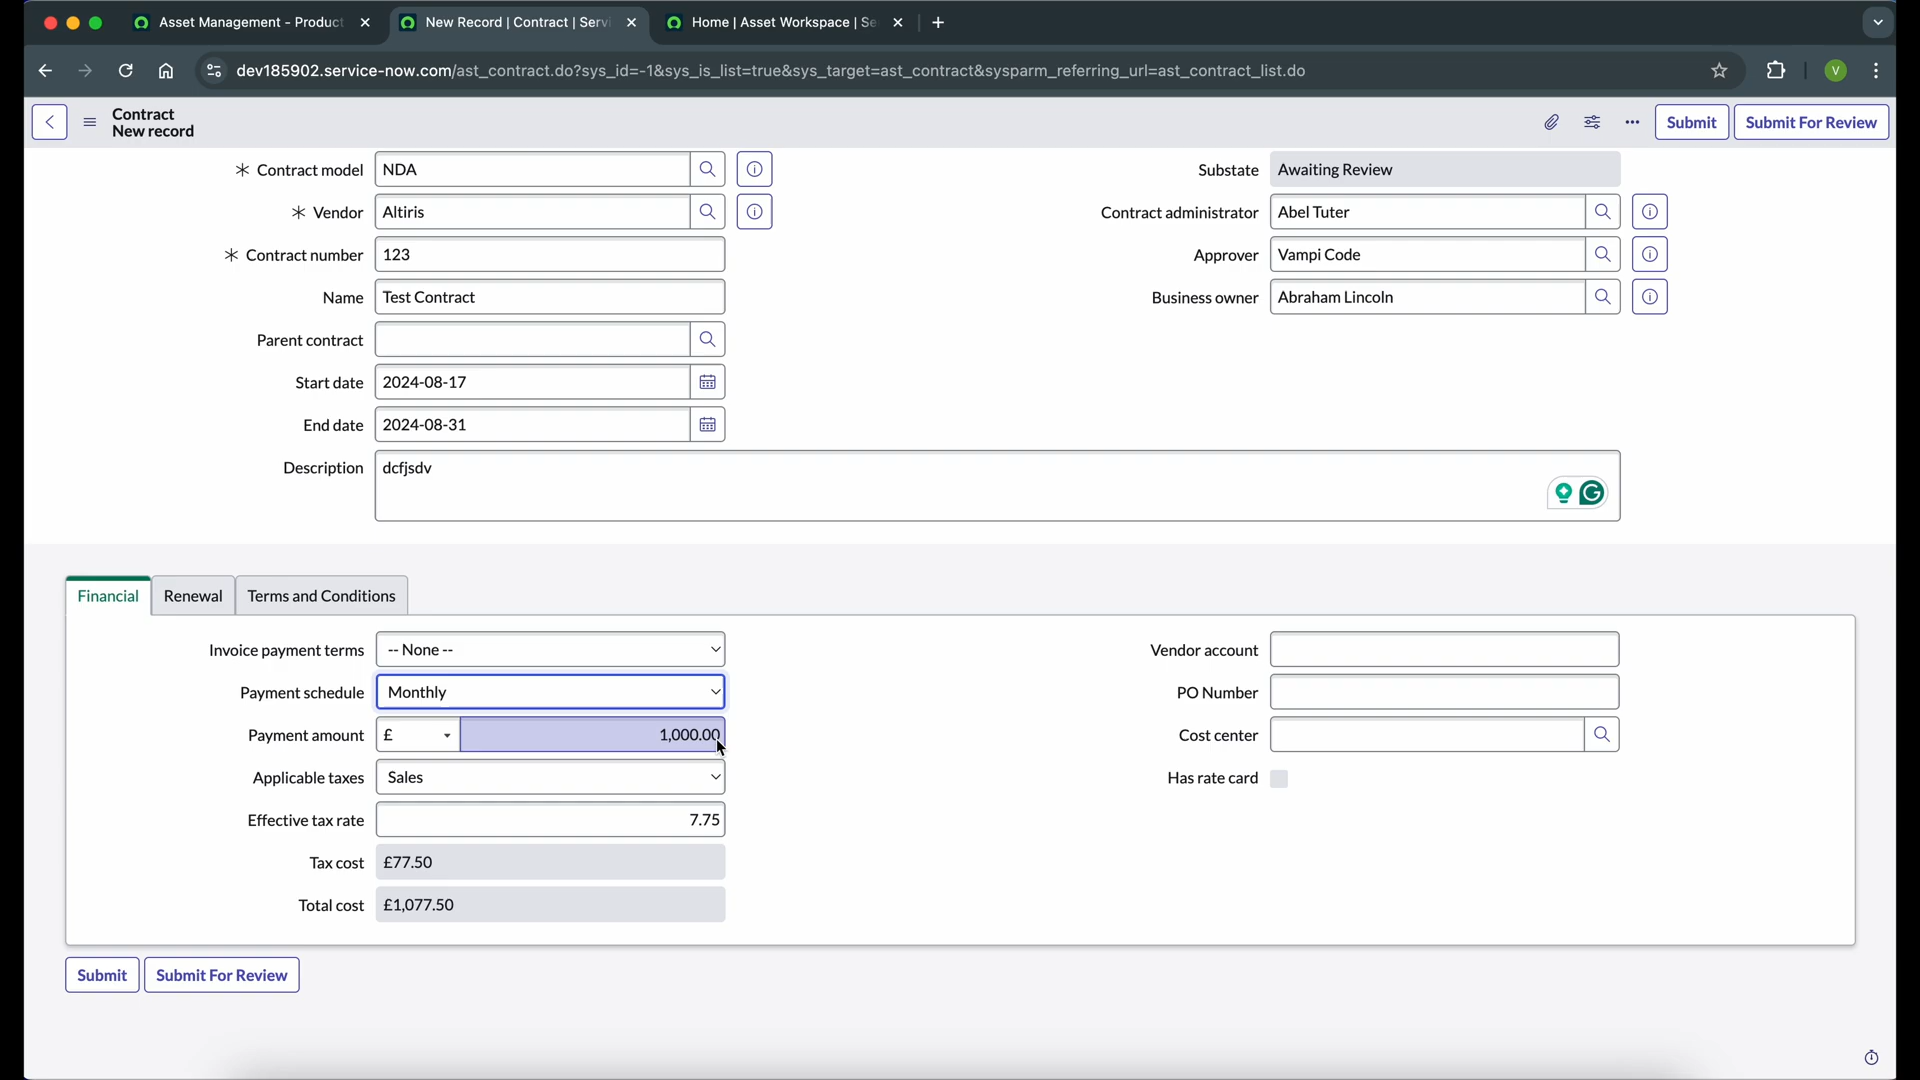 Asset Management - Product
New Record | Contract | Servi
Home | Asset Workspace | Se
dev185902.service-now.com/ast_contract.do?sys_id=-1&sys_is_list=true&sys_target=ast_contract&sysparm_referring_url=ast_contract_list.do
V
Contract
New record
Submit
Submit For Review
Contract model
NDA
Substate
Awaiting Review
Vendor
Altiris
Contract administrator
Abel Tuter
Contract number
123
Approver
Vampi Code
Name
Test Contract
Business owner
Abraham Lincoln
Parent contract
Start date
2024-08-17
End date
2024-08-31
Description
dcfjsdv
Financial
Renewal
Terms and Conditions
Invoice payment terms
-- None --
Vendor account
Payment schedule
Monthly
PO Number
Payment amount
£
1,000.00
Cost center
Applicable taxes
Sales
Has rate card
Effective tax rate
7.75
Tax cost
£77.50
Total cost
£1,077.50
Submit
Submit For Review